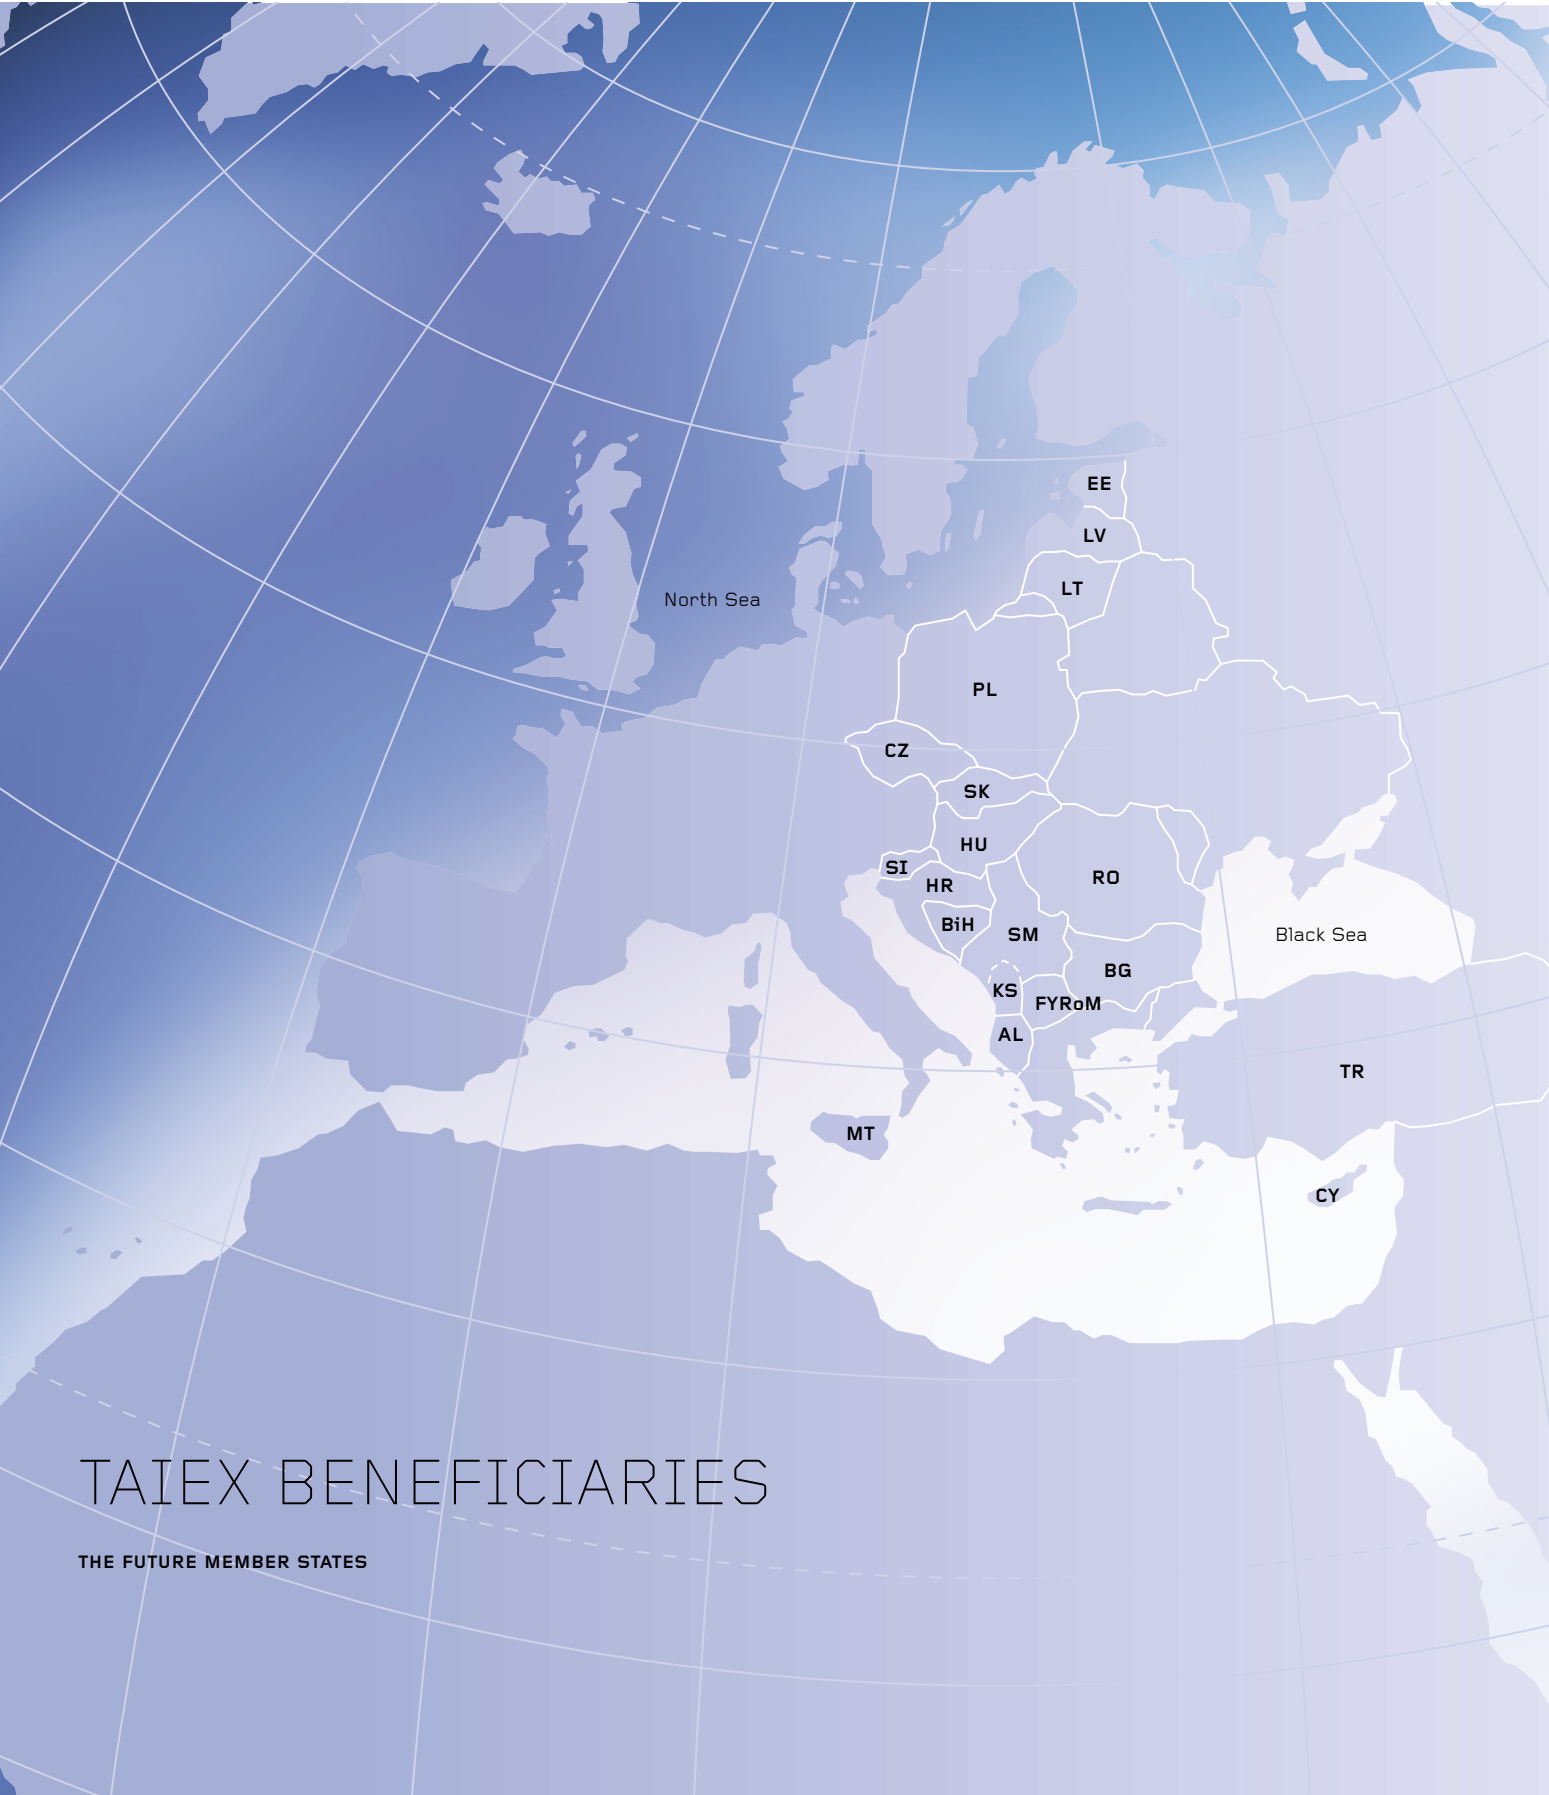 EE
LV
LT
North Sea
PL
CZ
SK
HU
SI
HR
RO
BiH
SM
Black Sea
BG
KS
FYRoM
AL
TR
MT
CY
TAIEX BENEFICIARIES
THE FUTURE MEMBER STATES